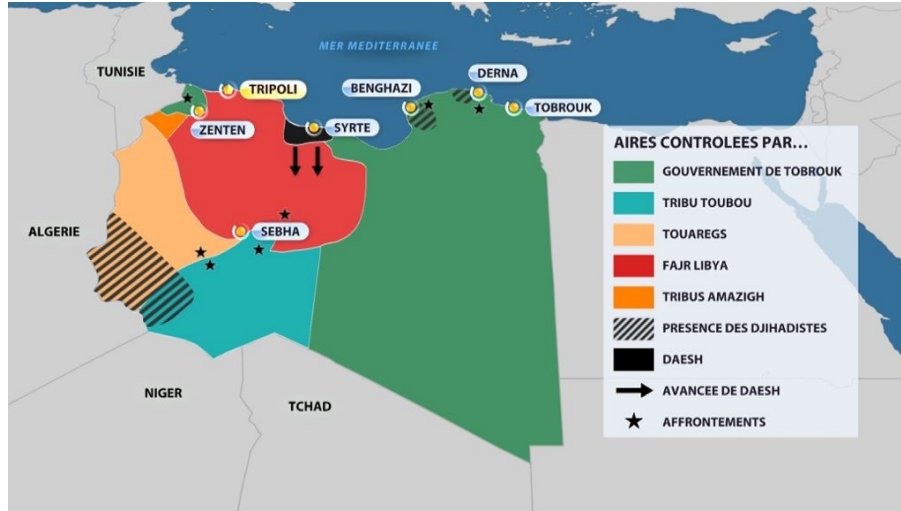 MER MEDITERRANEE
TUNISIE
DERNA
BENGHAZI
TRIPOLI
TOBROUK
ZENTEN
SYRTE
ALGERIE
SEBHA
NIGER
TCHAD
AIRES CONTROLEES PAR...
GOUVERNEMENT DE TOBROUK
TRIBU TOUBOU
TOUAREGS
FAJR LIBYA
TRIBUS AMAZIGH
PRESENCE DES DJIHADISTES
DAESH
AVANCEE DE DAESH
AFFRONTEMENTS